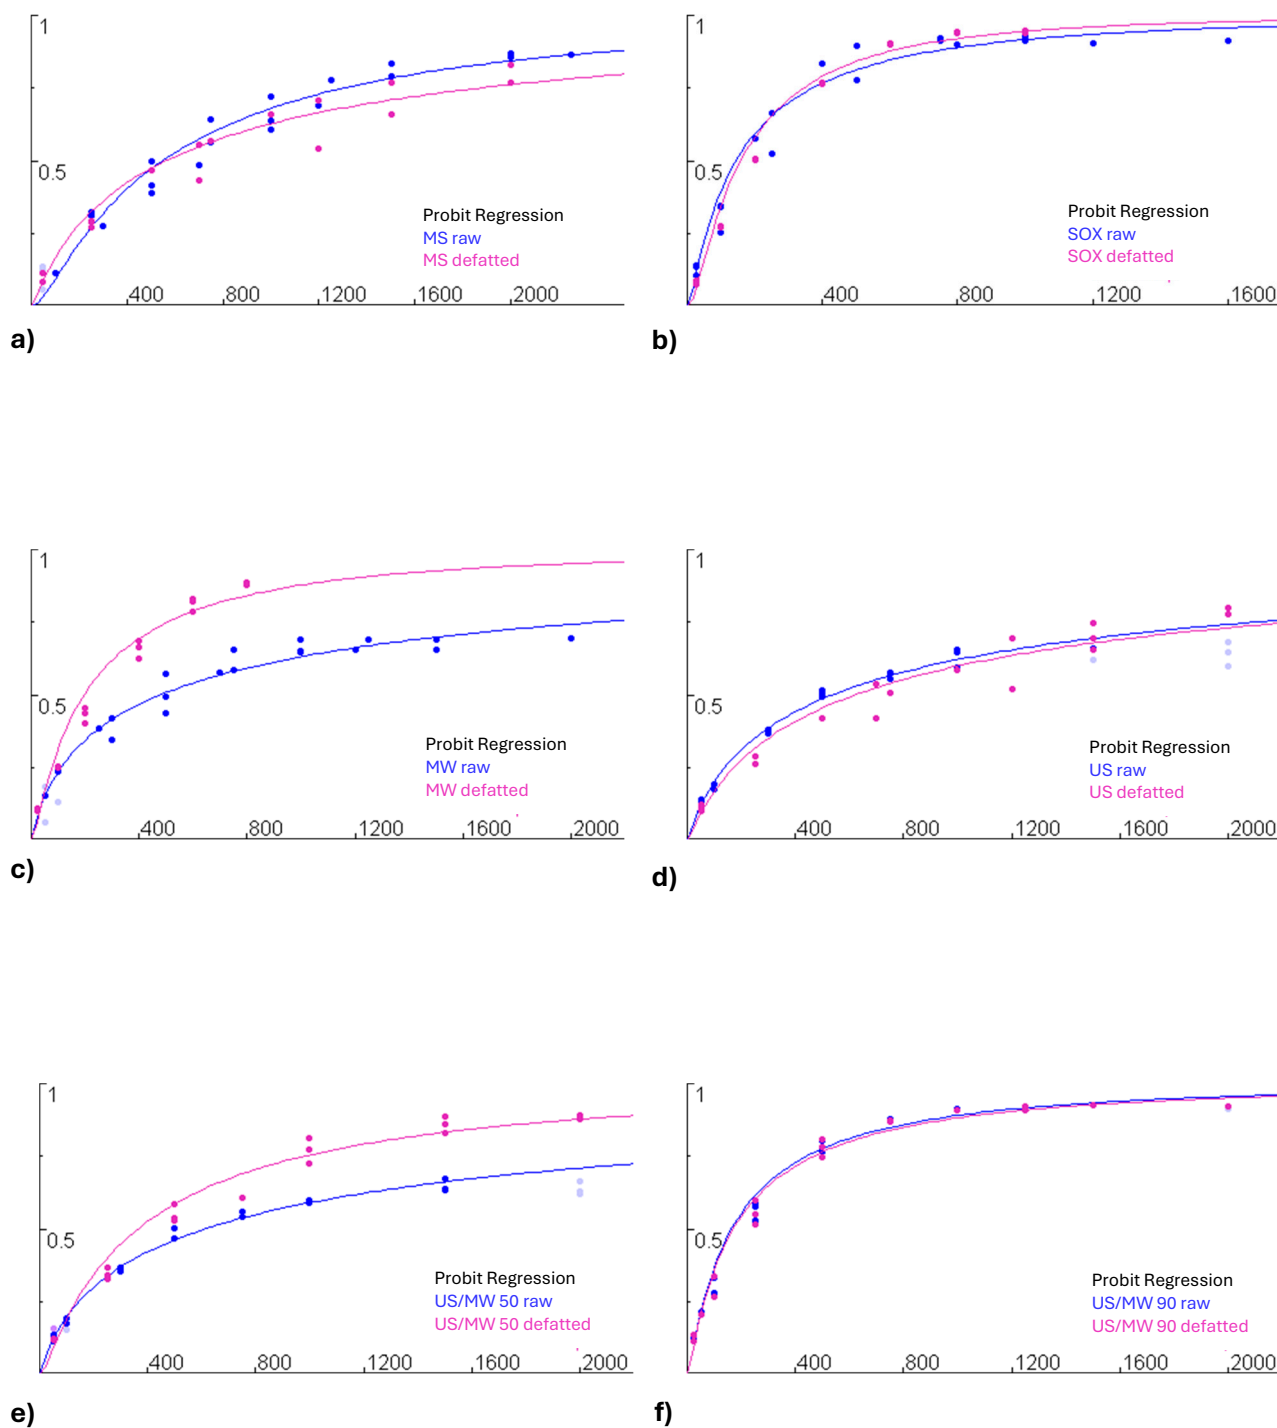 1
0.5
Probit Regression
MS raw
MS defatted
400 800 1200 1600 2000
a)
1
0.5
Probit Regression
SOX raw
SOX defatted
400 800 1200 1600
b)
1
0.5
Probit Regression
MW raw
MW defatted
400 800 1200 1600 2000
c)
1
0.5
Probit Regression
US raw
US defatted
400 800 1200 1600 2000
d)
1
0.5
Probit Regression
US/MW 50 raw
US/MW 50 defatted
400 800 1200 1600 2000
e)
1
0.5
Probit Regression
US/MW 90 raw
US/MW 90 defatted
400 800 1200 1600 2000
f)